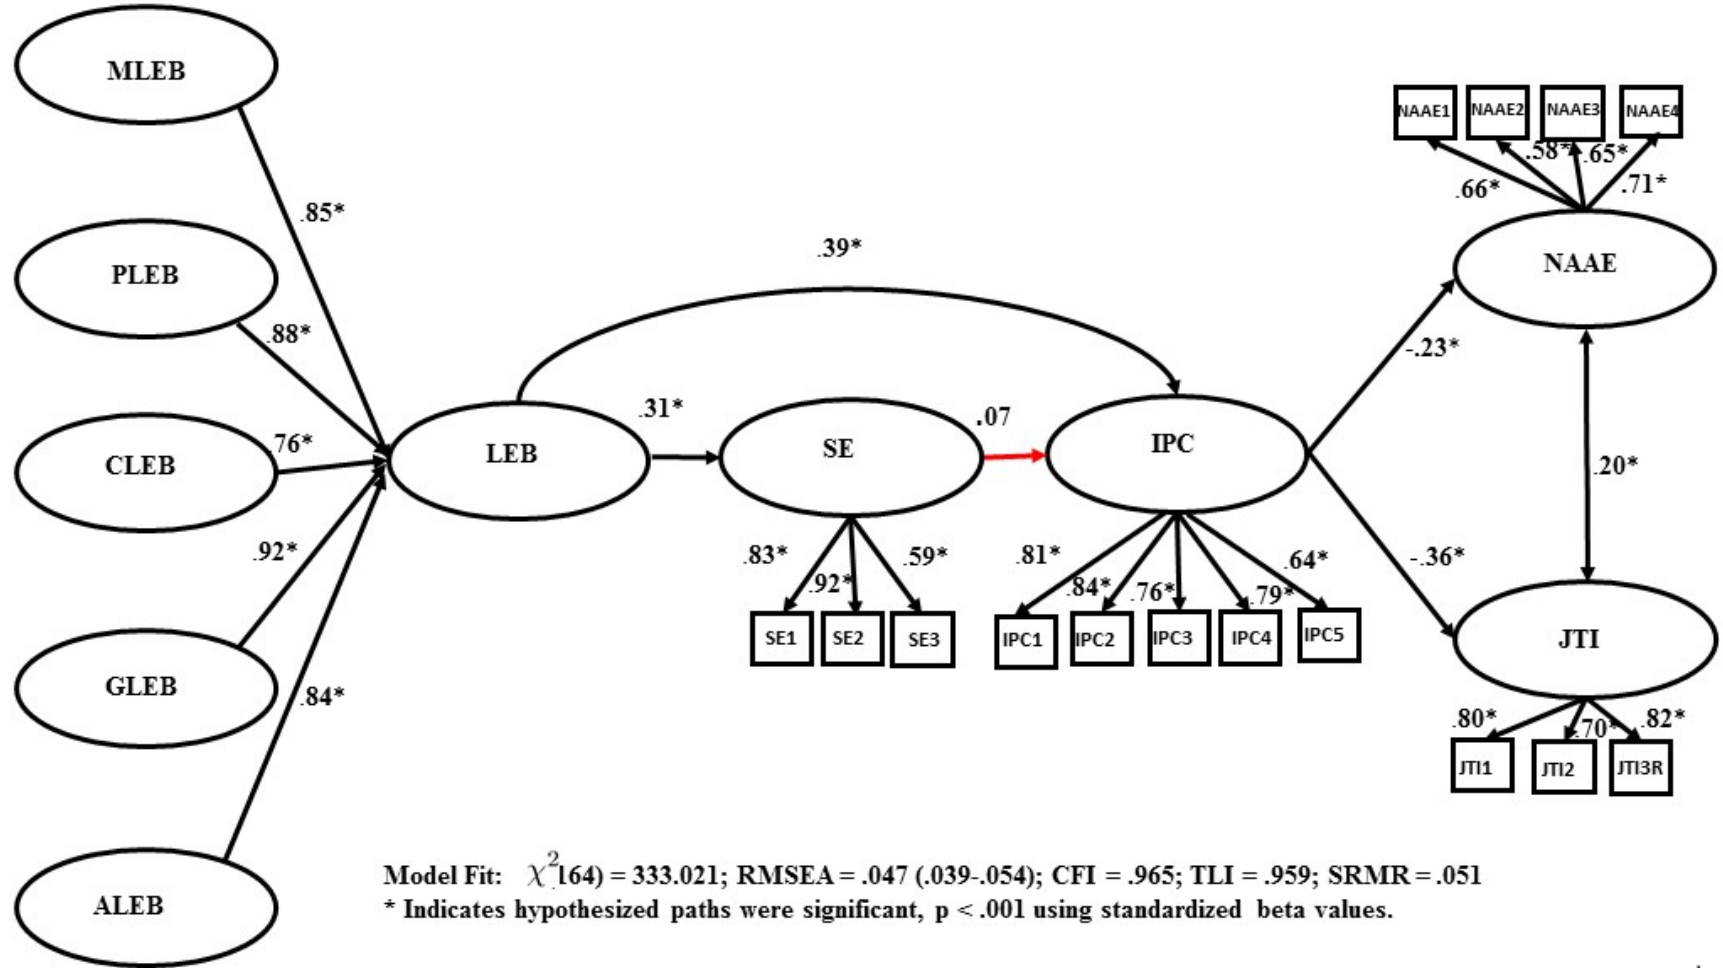 MLEB
.85*
PLEB
.88*
CLEB
.76*
GLEB
.92*
ALEB
.84*
LEB
.39*
.31*
SE
.07
IPC
.83*
.92*
.59*
SE1
SE2
SE3
.81*
.84*
.76*
.79*
.64*
IPC1
IPC2
IPC3
IPC4
IPC5
-.23*
-.36*
NAAE1
NAAE2
NAAE3
NAAE4
.66*
.58*
.65*
.71*
NAAE
.20*
JTI
.80*
.70*
.82*
JTI1
JTI2
JTI3R
Model Fit: χ2164) = 333.021; RMSEA = .047 (.039-.054); CFI = .965; TLI = .959; SRMR = .051
* Indicates hypothesized paths were significant, p < .001 using standardized beta values.